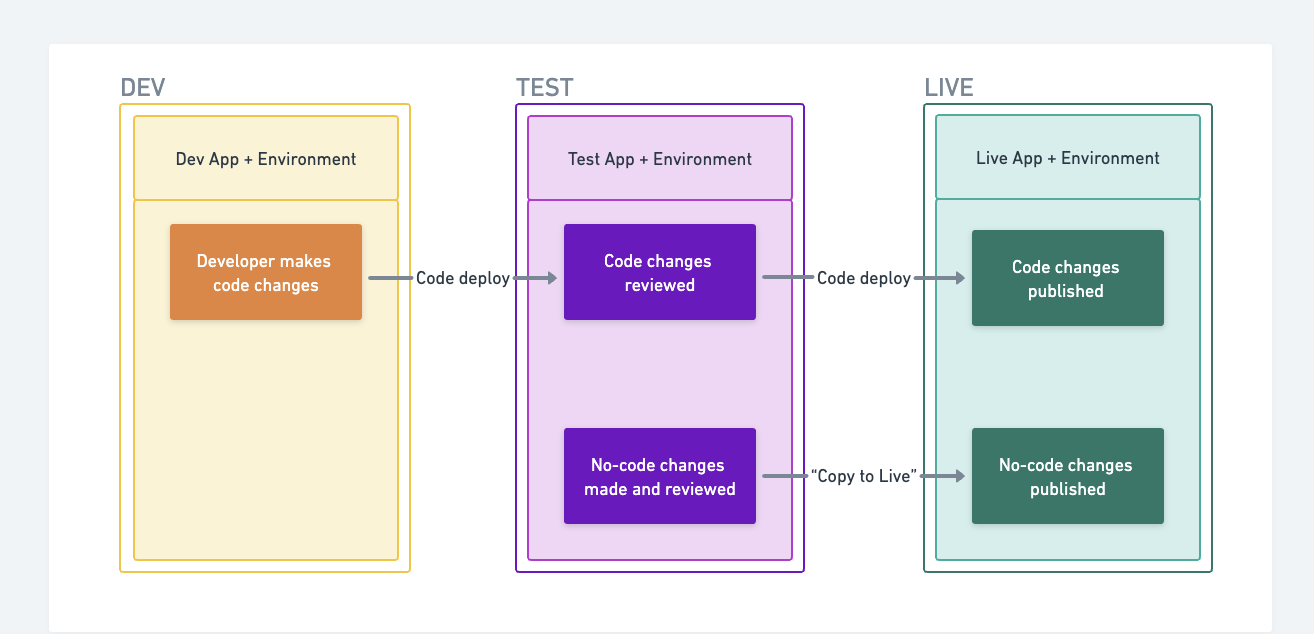 DEV
TEST
LIVE
Dev App + Environment
Test App + Environment
Live App + Environment
Developer makes
code changes
Code deploy
Code changes
reviewed
Code deploy
Code changes
published
No-code changes
made and reviewed
“Copy to Live”
No-code changes
published